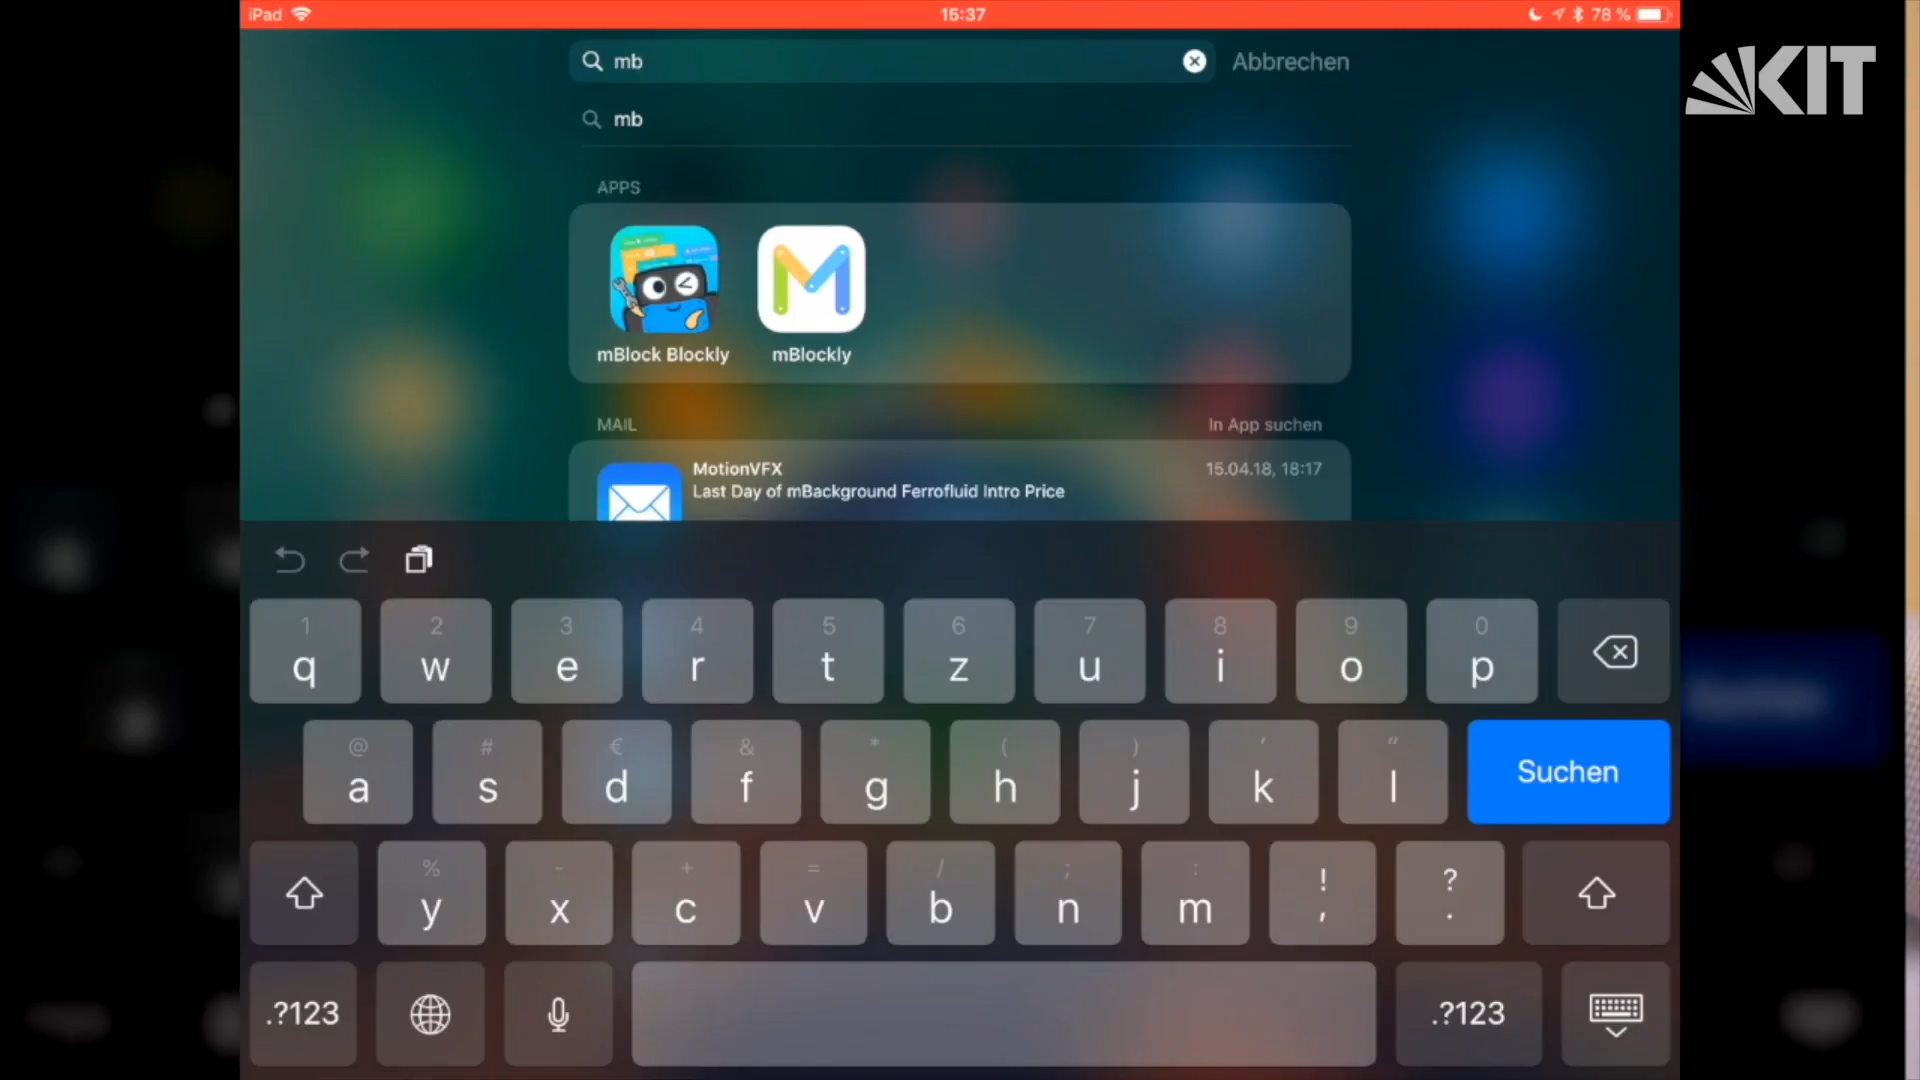 iPad 15:37 78 %
KIT
mb Abbrechen
mb
APPS
mBlock Blockly mBlockly
MAIL In App suchen
MotionVFX 15.04.18, 18:17
Last Day of mBackground Ferrofluid Intro Price
1 2 3 4 5 6 7 8 9 0
q w e r t z u i o p
@ # € & * ( ) ' "
a s d f g h j k l Suchen
% - + = / ; : ! ?
y x c v b n m , .
.?123 .?123